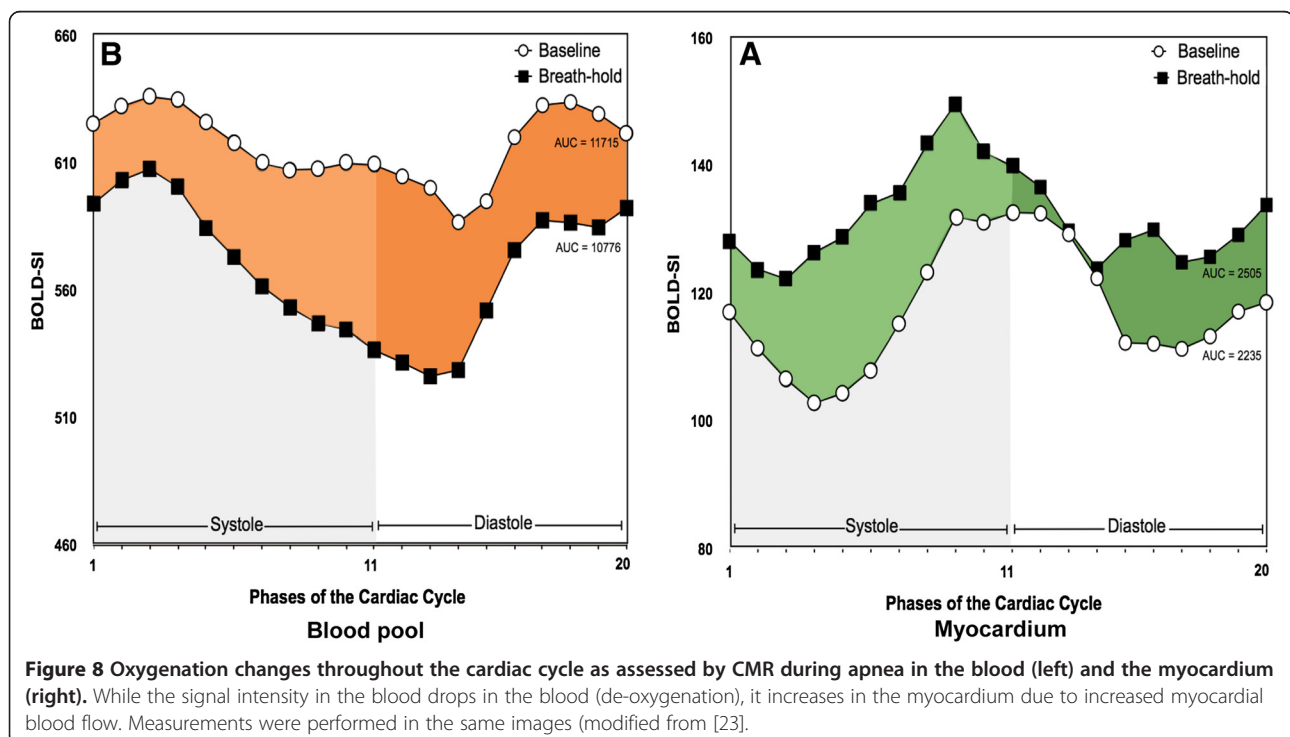 B
Baseline
Breath-hold
660
610
560
510
460
BOLD-SI
AUC = 11715
AUC = 10776
Systole
Diastole
1
11
20
Phases of the Cardiac Cycle
Blood pool
A
Baseline
Breath-hold
160
140
120
100
80
BOLD-SI
AUC = 2505
AUC = 2235
Systole
Diastole
1
11
20
Phases of the Cardiac Cycle
Myocardium
Figure 8 Oxygenation changes throughout the cardiac cycle as assessed by CMR during apnea in the blood (left) and the myocardium
(right). While the signal intensity in the blood drops in the blood (de-oxygenation), it increases in the myocardium due to increased myocardial
blood flow. Measurements were performed in the same images (modified from [23].